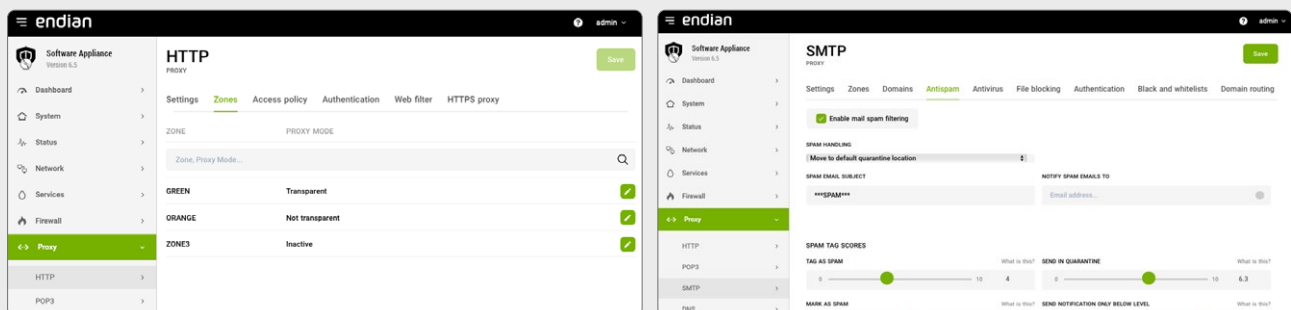 endian
admin
Software Appliance
Version 6.5
Dashboard
System
Status
Network
Services
Firewall
Proxy
HTTP
POP3
HTTP
PROXY
Save
Settings Zones Access policy Authentication Web filter HTTPS proxy
ZONE PROXY MODE
Zone, Proxy Mode...
GREEN Transparent
ORANGE Not transparent
ZONE3 Inactive
endian
admin
Software Appliance
Version 6.5
Dashboard
System
Status
Network
Services
Firewall
Proxy
HTTP
POP3
SMTP
DNS
SMTP
PROXY
Save
Settings Zones Domains Antispam Antivirus File blocking Authentication Black and whitelists Domain routing
Enable mail spam filtering
SPAM HANDLING
Move to default quarantine location
SPAM EMAIL SUBJECT NOTIFY SPAM EMAILS TO
***SPAM*** Email address...
SPAM TAG SCORES
TAG AS SPAM What is this? SEND IN QUARANTINE What is this?
0 10 4 0 10 6.3
MARK AS SPAM What is this? SEND NOTIFICATION ONLY BELOW LEVEL What is this?